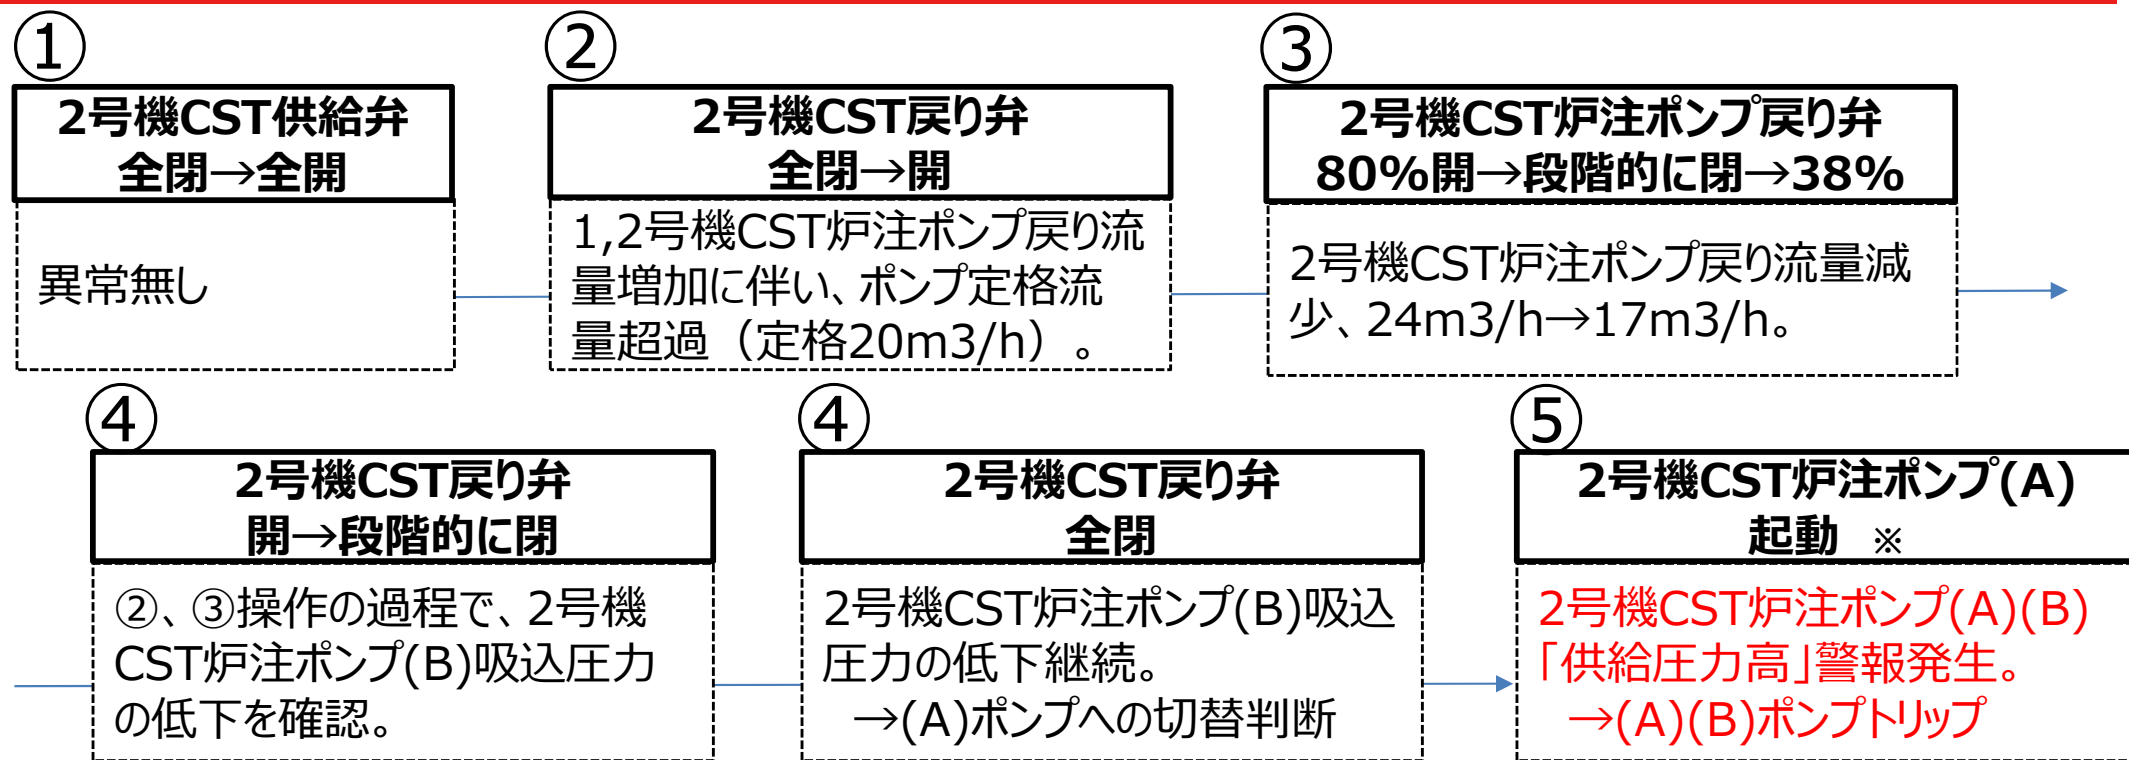 ①
2号機CST供給弁
全閉→全開
異常無し
②
2号機CST戻り弁
全閉→開
1,2号機CST炉注ポンプ戻り流
量増加に伴い、ポンプ定格流
量超過（定格20m3/h）。
③
2号機CST炉注ポンプ戻り弁
80%開→段階的に閉→38%
2号機CST炉注ポンプ戻り流量減
少、24m3/h→17m3/h。
④
2号機CST戻り弁
開→段階的に閉
②、③操作の過程で、2号機
CST炉注ポンプ(B)吸込圧力
の低下を確認。
④
2号機CST戻り弁
全閉
2号機CST炉注ポンプ(B)吸込
圧力の低下継続。
→(A)ポンプへの切替判断
⑤
2号機CST炉注ポンプ(A)
起動 ※
2号機CST炉注ポンプ(A)(B)
「供給圧力高」警報発生。
→(A)(B)ポンプトリップ